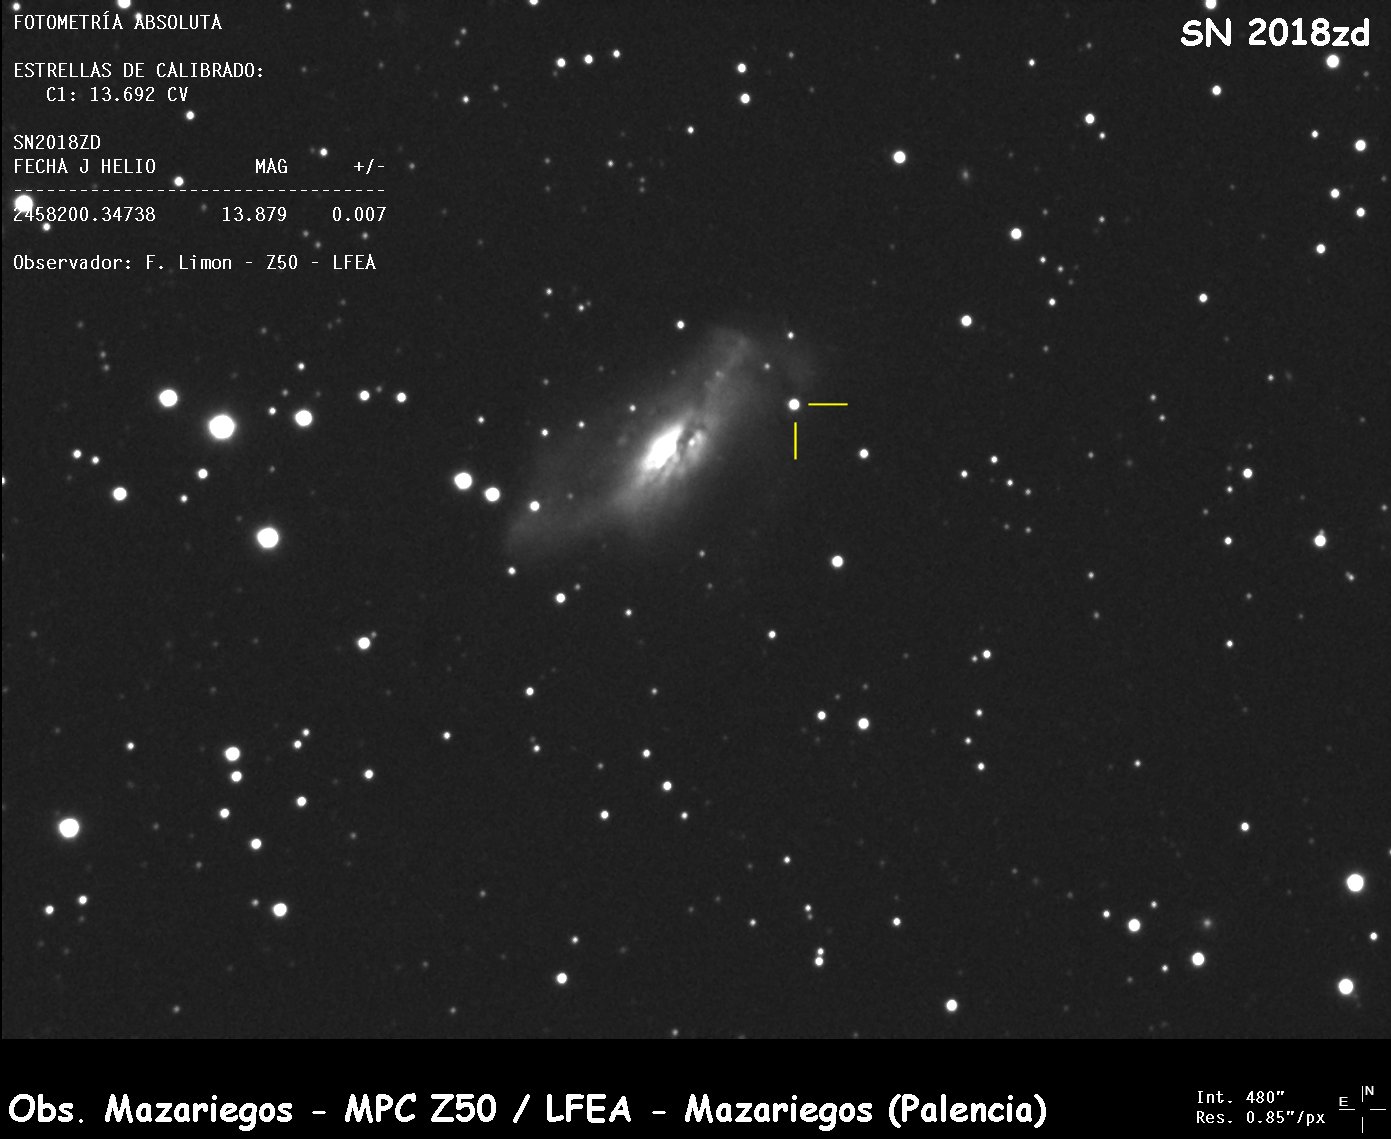 FOTOMETRÍA ABSOLUTA
SN 2018zd
ESTRELLAS DE CALIBRADO:
C1: 13.692 CV
SN2018ZD
FECHA J HELIO MAG +/-
----------------------------------
2458200.34738 13.879 0.007
Observador: F. Limon - Z50 - LFEA
Obs. Mazariegos - MPC Z50 / LFEA - Mazariegos (Palencia)
Int. 480"
Res. 0.85"/px
N
E